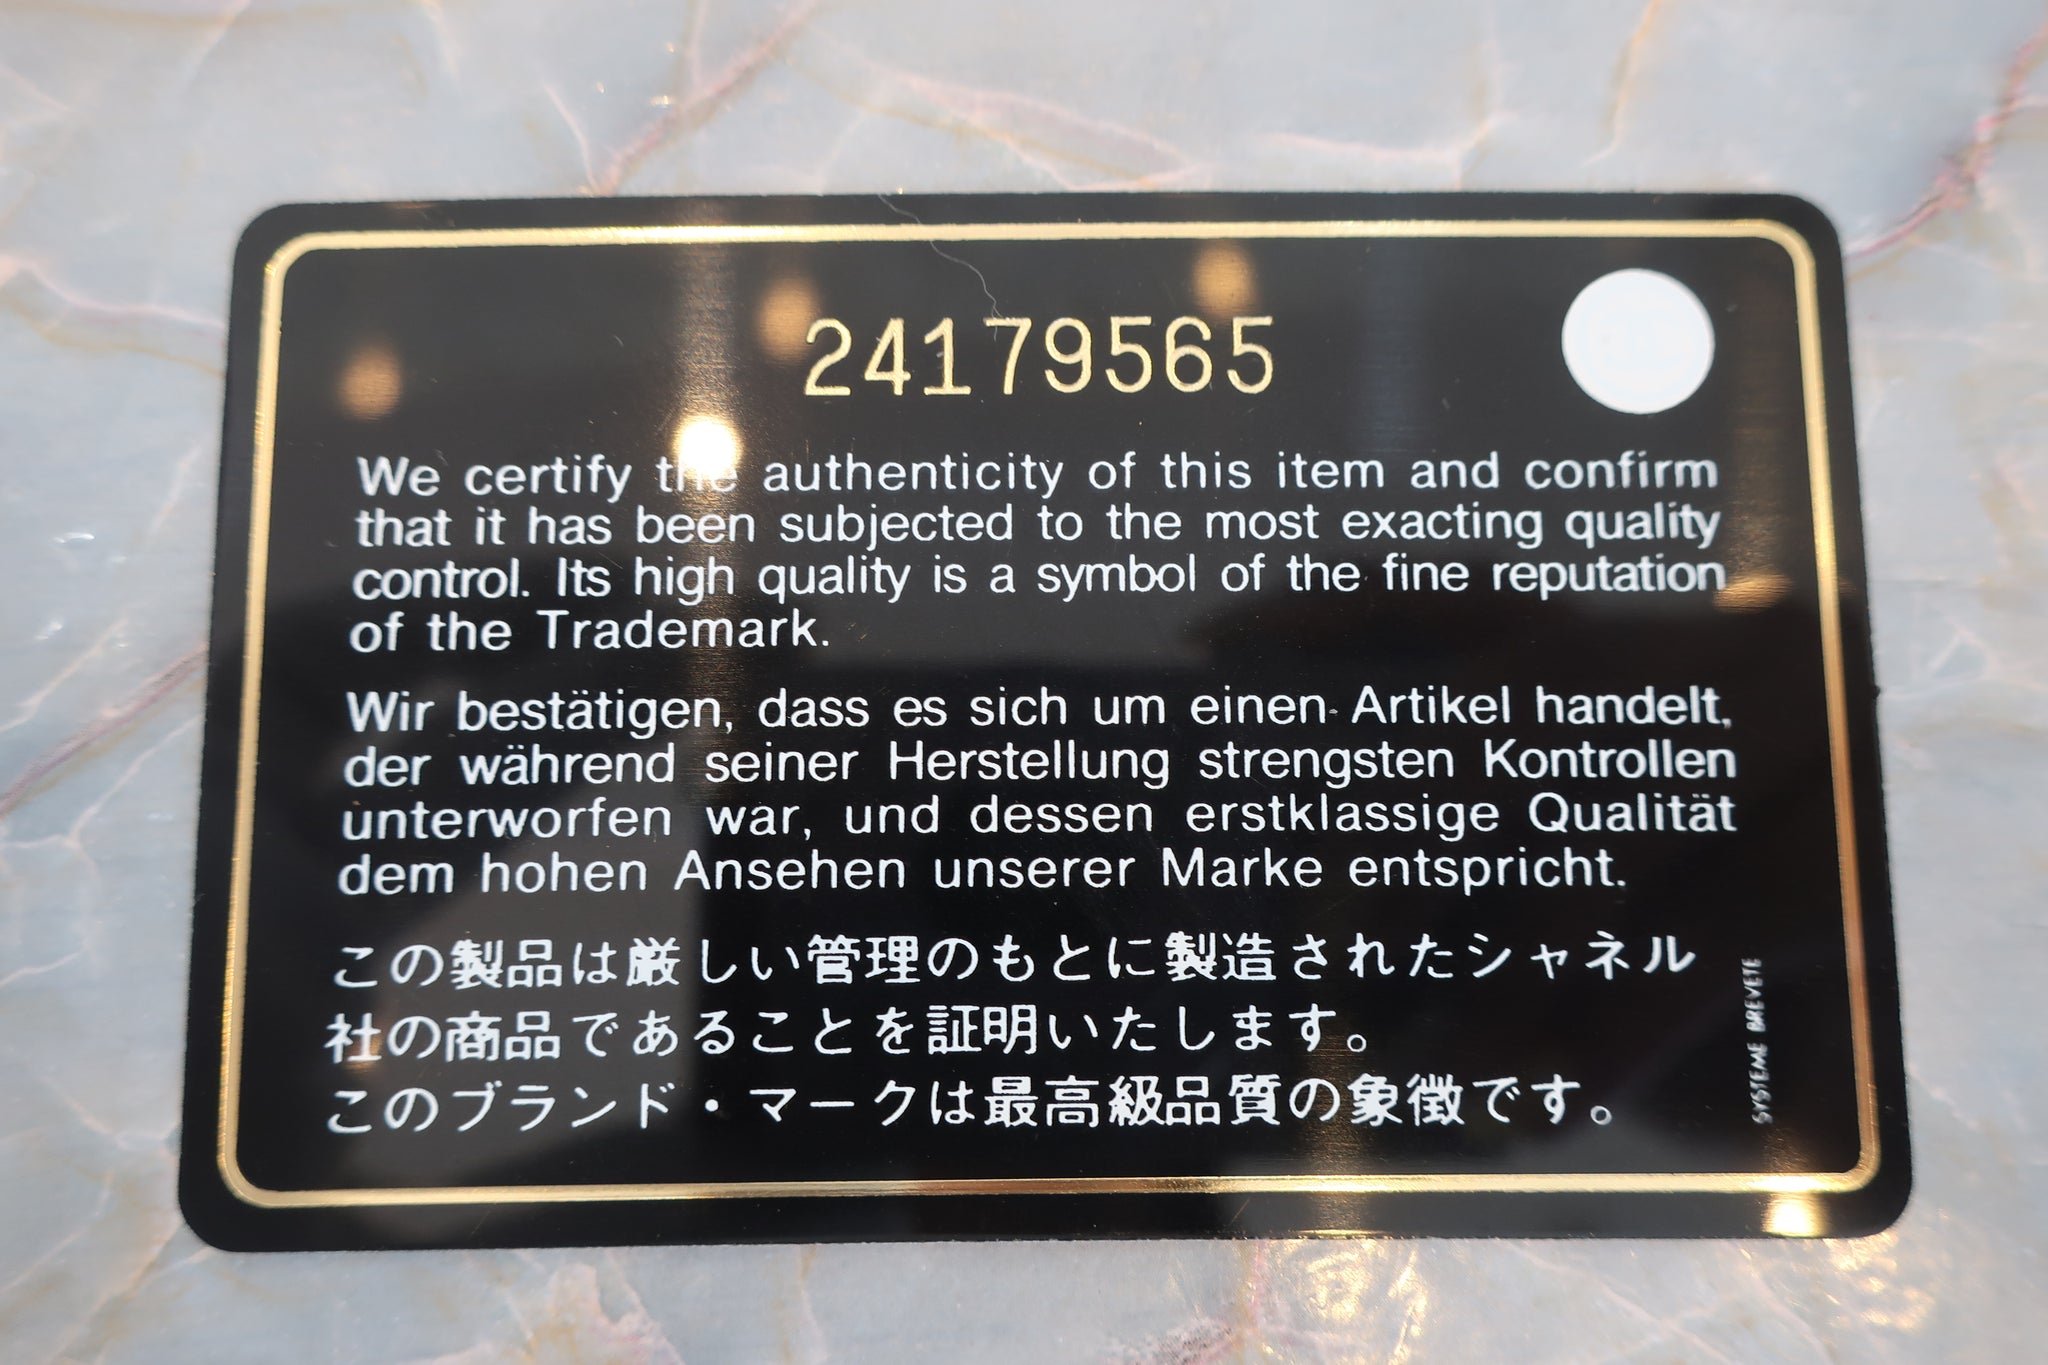 24179565
We certify the authenticity of this item and confirm
that it has been subjected to the most exacting quality
control. Its high quality is a symbol of the fine reputation
of the Trademark.
Wir bestätigen, dass es sich um einen Artikel handelt,
der während seiner Herstellung strengsten Kontrollen
unterworfen war, und dessen erstklassige Qualität
dem hohen Ansehen unserer Marke entspricht.
この製品は厳しい管理のもとに製造されたシャネル
社の商品であることを証明いたします。
このブランド・マークは最高級品質の象徴です。
SYSTEME BREVETE